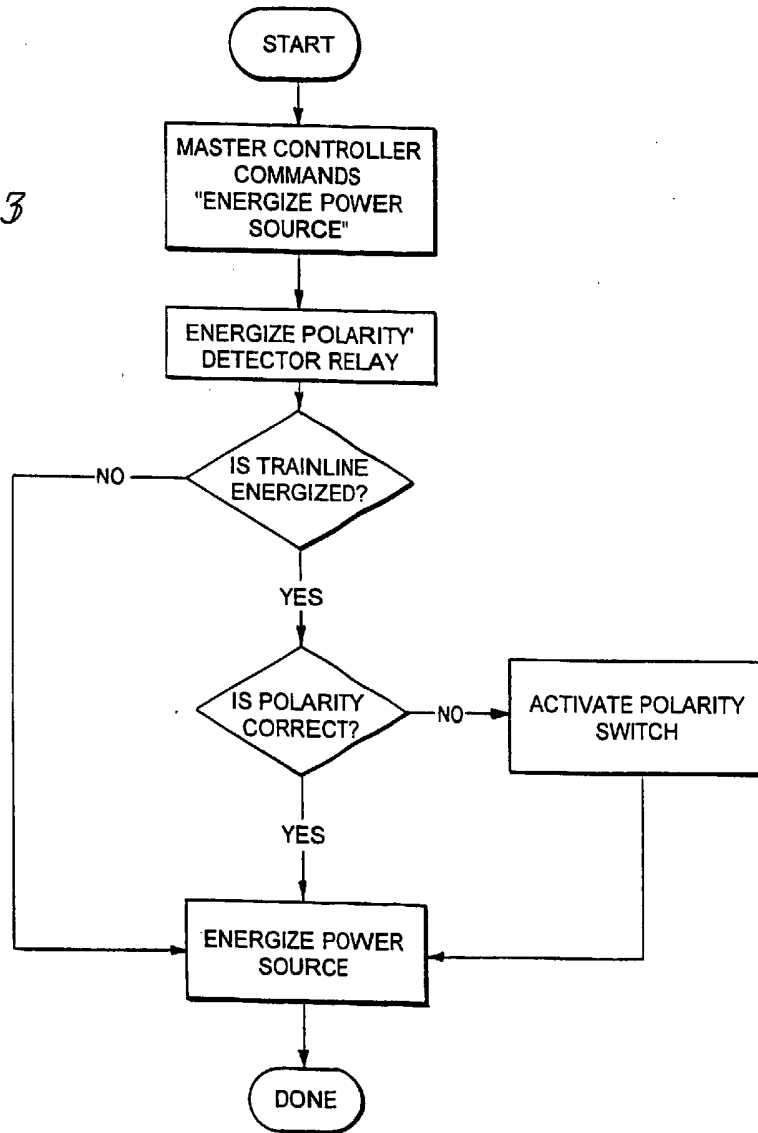 START
MASTER CONTROLLER
COMMANDS
"ENERGIZE POWER
SOURCE"
3
ENERGIZE POLARITY'
DETECTOR RELAY
IS TRAINLINE
ENERGIZED?
NO
YES
IS POLARITY
CORRECT?
NO
ACTIVATE POLARITY
SWITCH
YES
ENERGIZE POWER
SOURCE
DONE